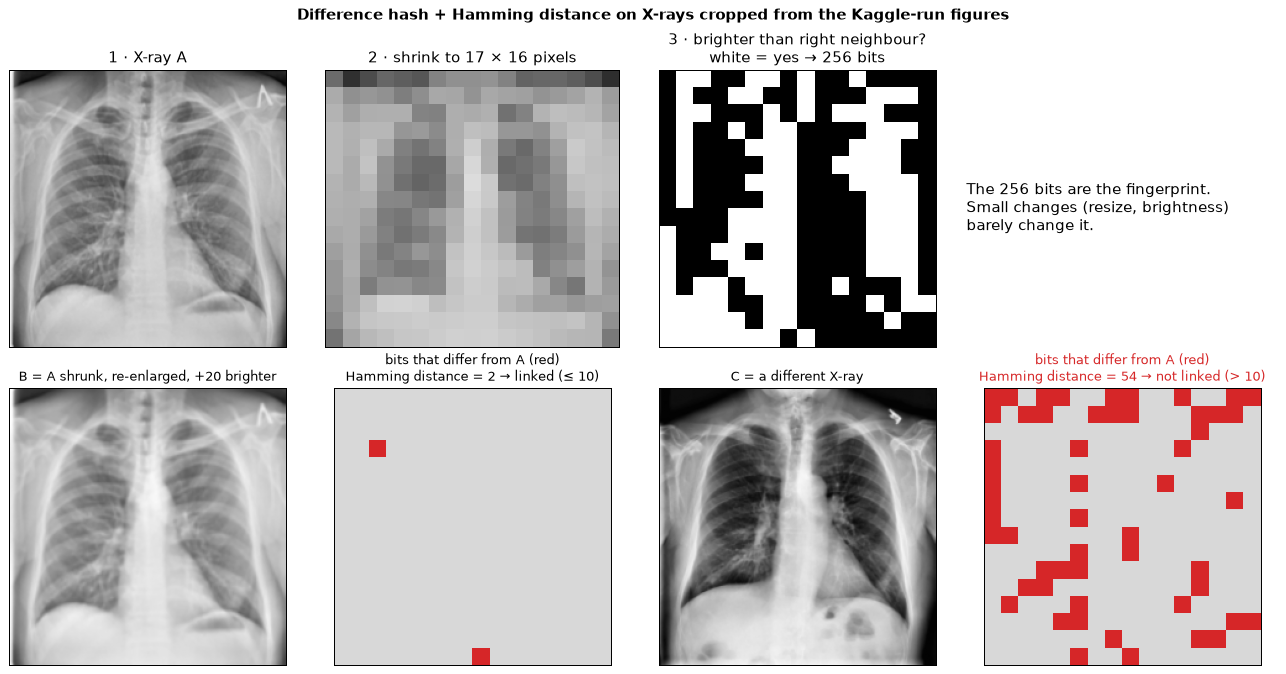 Difference hash + Hamming distance on X-rays cropped from the Kaggle-run figures
1 · X-ray A
2 · shrink to 17 × 16 pixels
3 · brighter than right neighbour?
white = yes → 256 bits
The 256 bits are the fingerprint.
Small changes (resize, brightness)
barely change it.
B = A shrunk, re-enlarged, +20 brighter
bits that differ from A (red)
Hamming distance = 2 → linked (≤ 10)
C = a different X-ray
bits that differ from A (red)
Hamming distance = 54 → not linked (> 10)